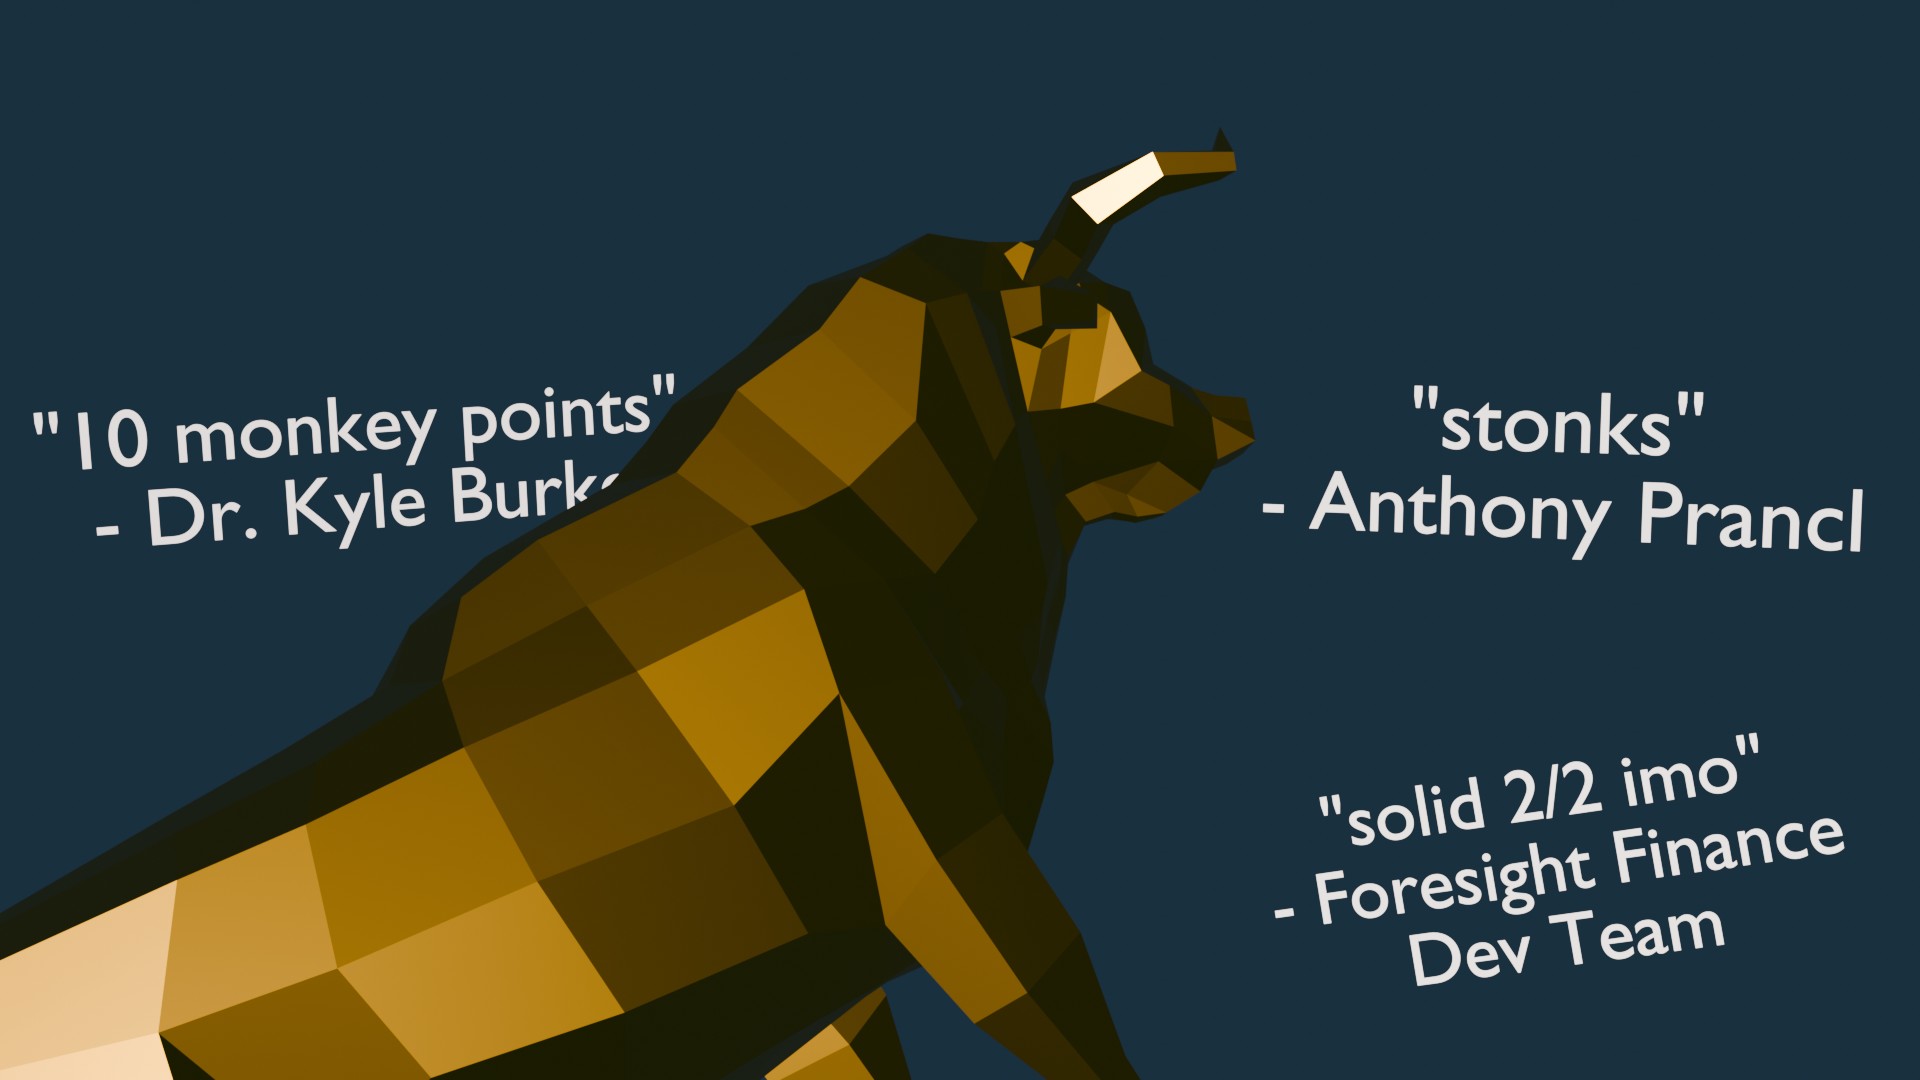 "10 monkey points"
- Dr. Kyle
"stonks"
- Anthony Prancl
"solid 2/2 imo"
- Foresight Finance
Dev Team